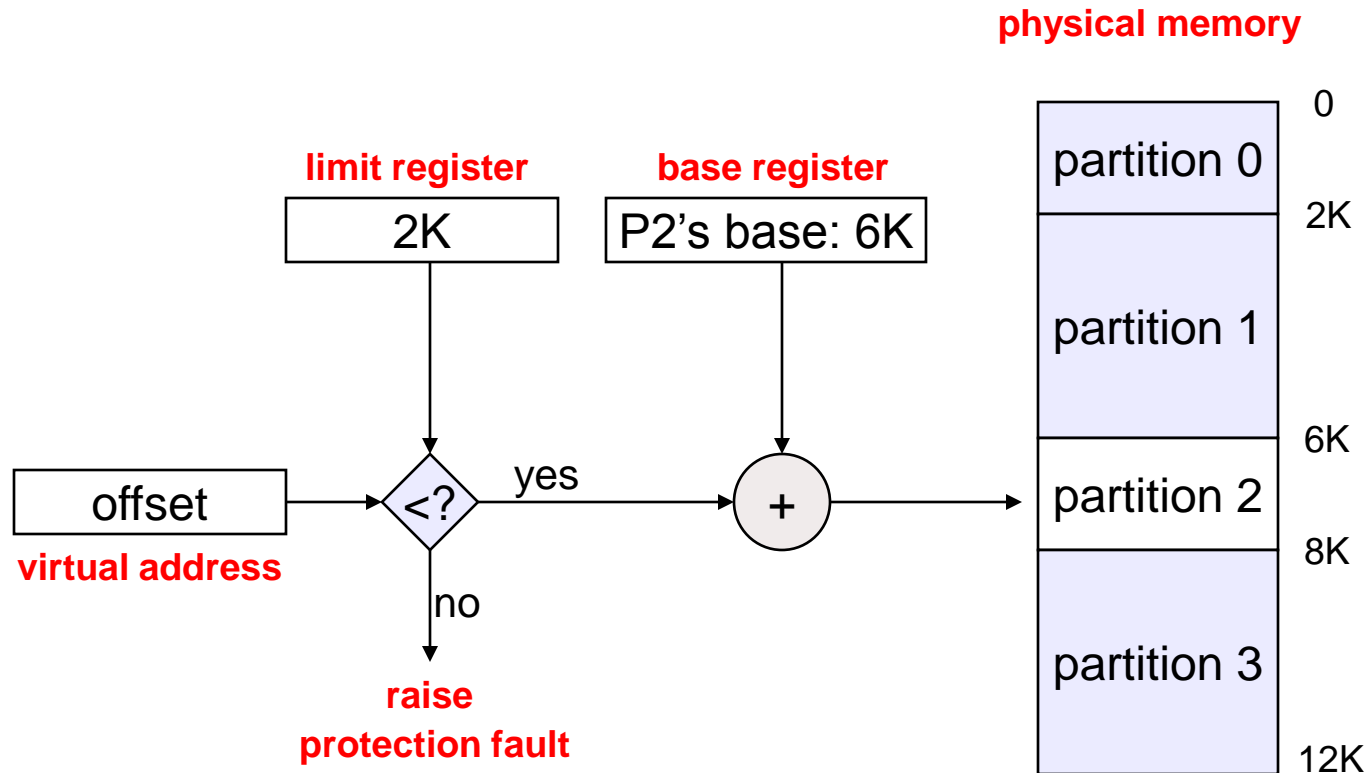 physical memory
0
limit register
base register
partition 0
2K
P2’s base: 6K
2K
partition 1
6K
offset
<?
yes
+
partition 2
virtual address
8K
no
partition 3
raise
protection fault
12K